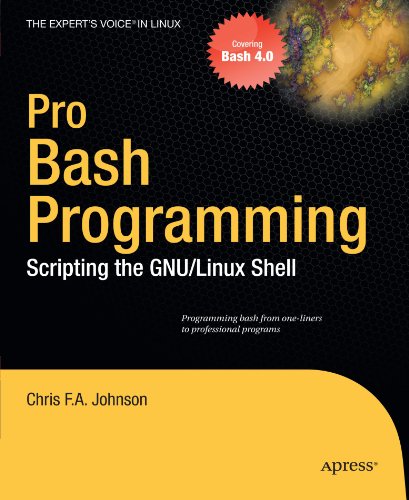 THE EXPERT'S VOICE® IN LINUX
Covering
Bash 4.0
Pro
Bash
Programming
Scripting the GNU/Linux Shell
Programming bash from one-liners
to professional programs
Chris F.A. Johnson
Apress®